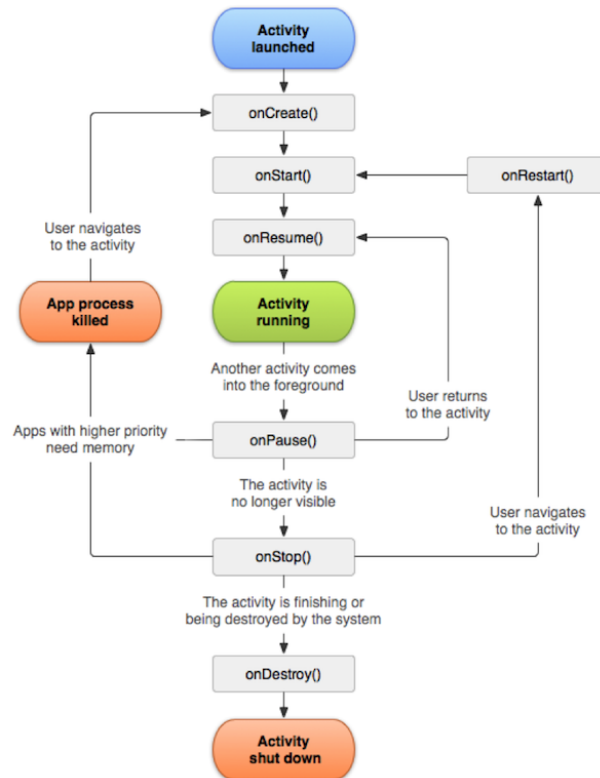 Activity
launched
onCreate()
onStart()
onRestart()
User navigates
to the activity
onResume()
App process
killed
Activity
running
Another activity comes
into the foreground
User returns
to the activity
Apps with higher priority
need memory
onPause()
The activity is
no longer visible
User navigates
to the activity
onStop()
The activity is finishing or
being destroyed by the system
onDestroy()
Activity
shut down